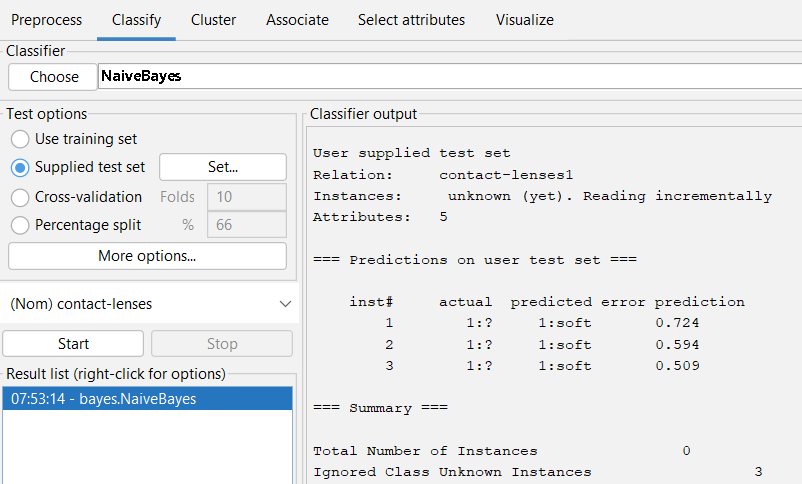 Preprocess Classify Cluster Associate Select attributes Visualize
Classifier
Choose NaiveBayes
Test options
Use training set
Supplied test set Set...
Cross-validation Folds 10
Percentage split % 66
More options...
(Nom) contact-lenses
Start Stop
Result list (right-click for options)
07:53:14 - bayes.NaiveBayes
Classifier output
User supplied test set
Relation: contact-lenses1
Instances: unknown (yet). Reading incrementally
Attributes: 5
=== Predictions on user test set ===
inst# actual predicted error prediction
1 1:? 1:soft 0.724
2 1:? 1:soft 0.594
3 1:? 1:soft 0.509
=== Summary ===
Total Number of Instances 0
Ignored Class Unknown Instances 3